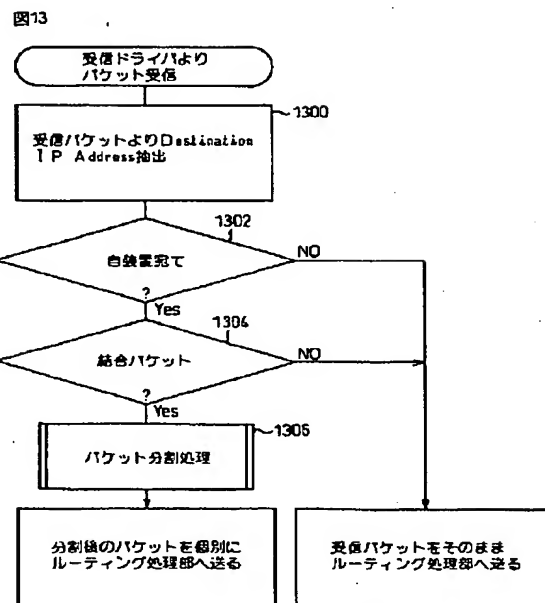 図13
受信ドライバより
パケット受信
1300
受信パケットよりDestination
IP Address抽出
1302
自装置宛て
?
NO
Yes
1304
結合パケット
?
NO
Yes
1306
パケット分割処理
分割後のパケットを個別に
ルーティング処理部へ送る
受信パケットをそのまま
ルーティング処理部へ送る